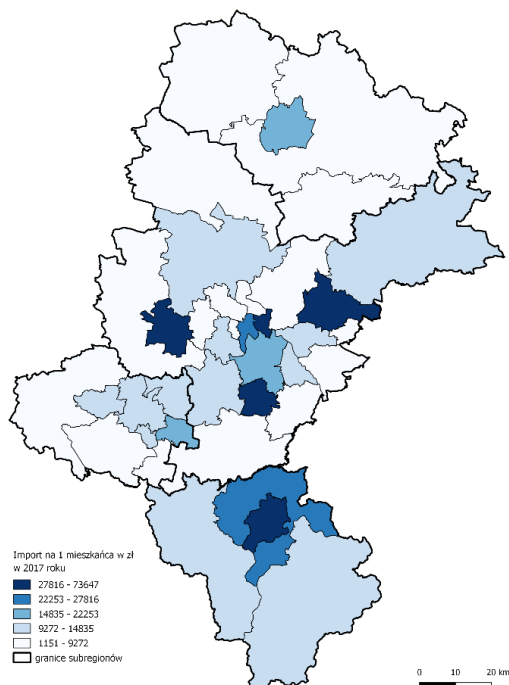 Import na 1 mieszkańca w zł
w 2017 roku
27816 - 73647
22253 - 27816
14835 - 22253
9272 - 14835
1151 - 9272
granice subregionów
0 10 20 km